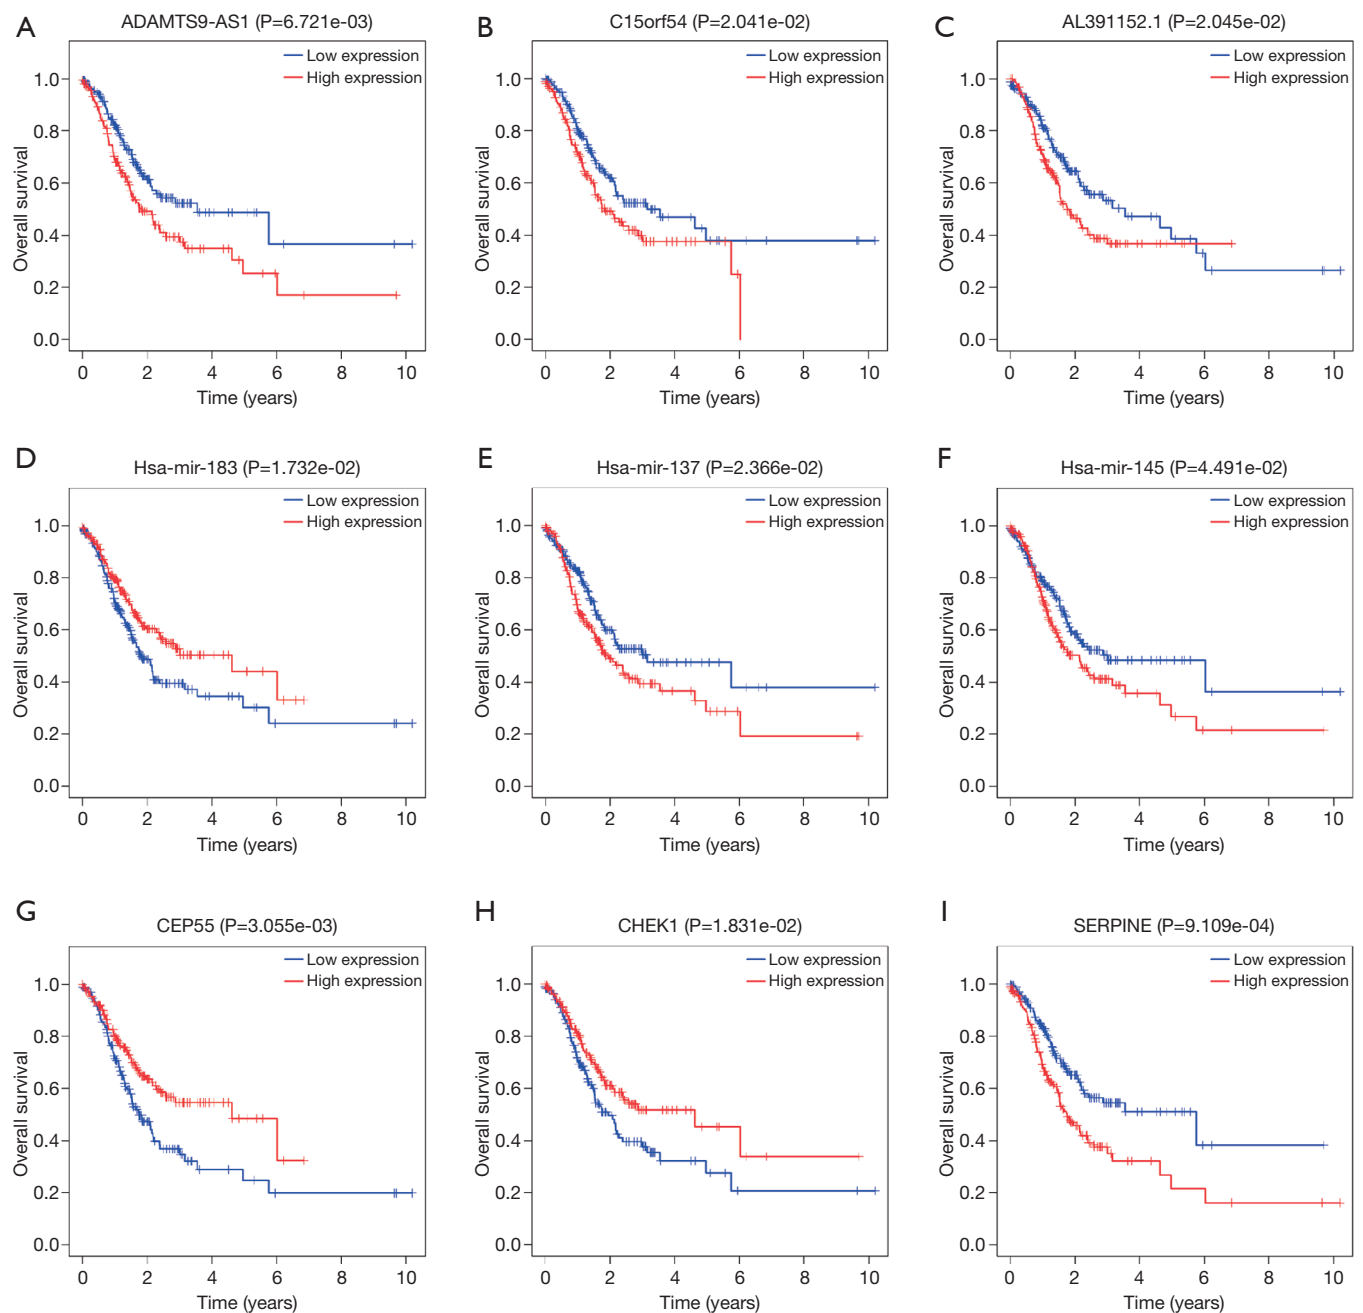 A
ADAMTS9-AS1 (P=6.721e-03)
Low expression
High expression
Overall survival
1.0
0.8
0.6
0.4
0.2
0.0
0 2 4 6 8 10
Time (years)
B
C15orf54 (P=2.041e-02)
Low expression
High expression
Overall survival
1.0
0.8
0.6
0.4
0.2
0.0
0 2 4 6 8 10
Time (years)
C
AL391152.1 (P=2.045e-02)
Low expression
High expression
Overall survival
1.0
0.8
0.6
0.4
0.2
0.0
0 2 4 6 8 10
Time (years)
D
Hsa-mir-183 (P=1.732e-02)
Low expression
High expression
Overall survival
1.0
0.8
0.6
0.4
0.2
0.0
0 2 4 6 8 10
Time (years)
E
Hsa-mir-137 (P=2.366e-02)
Low expression
High expression
Overall survival
1.0
0.8
0.6
0.4
0.2
0.0
0 2 4 6 8 10
Time (years)
F
Hsa-mir-145 (P=4.491e-02)
Low expression
High expression
Overall survival
1.0
0.8
0.6
0.4
0.2
0.0
0 2 4 6 8 10
Time (years)
G
CEP55 (P=3.055e-03)
Low expression
High expression
Overall survival
1.0
0.8
0.6
0.4
0.2
0.0
0 2 4 6 8 10
Time (years)
H
CHEK1 (P=1.831e-02)
Low expression
High expression
Overall survival
1.0
0.8
0.6
0.4
0.2
0.0
0 2 4 6 8 10
Time (years)
I
SERPINE (P=9.109e-04)
Low expression
High expression
Overall survival
1.0
0.8
0.6
0.4
0.2
0.0
0 2 4 6 8 10
Time (years)